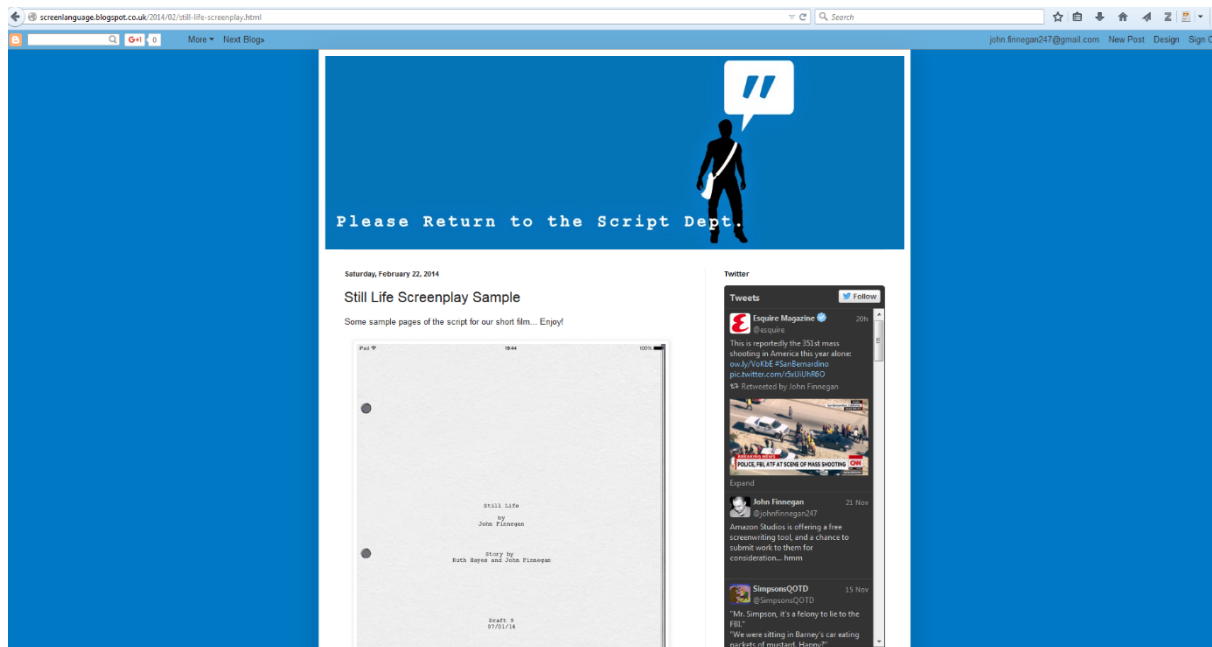 screenlanguage.blogspot.co.uk/2014/02/still-life-screenplay.html
Search
G+1 0 More Next Blog»
john.finnegan247@gmail.com New Post Design Sign O
Please Return to the Script Dept.
Saturday, February 22, 2014
Still Life Screenplay Sample
Some sample pages of the script for our short film... Enjoy!
iPad 19:44 100%
Still Life
by
John Finnegan
Story by
Ruth Hayes and John Finnegan
Draft 9
07/01/14
Twitter
Tweets Follow
Esquire Magazine 20h
@esquire
This is reportedly the 351st mass
shooting in America this year alone:
ow.ly/VoKbE #SanBernardino
pic.twitter.com/r5xUiUhR6O
Retweeted by John Finnegan
BREAKING NEWS
POLICE, FBI, ATF AT SCENE OF MASS SHOOTING CNN
Expand
John Finnegan 21 Nov
@johnfinnegan247
Amazon Studios is offering a free
screenwriting tool, and a chance to
submit work to them for
consideration... hmm
SimpsonsQOTD 15 Nov
@SimpsonsQOTD
"Mr. Simpson, it's a felony to lie to the
FBI."
"We were sitting in Barney's car eating
packets of mustard. Happy?"